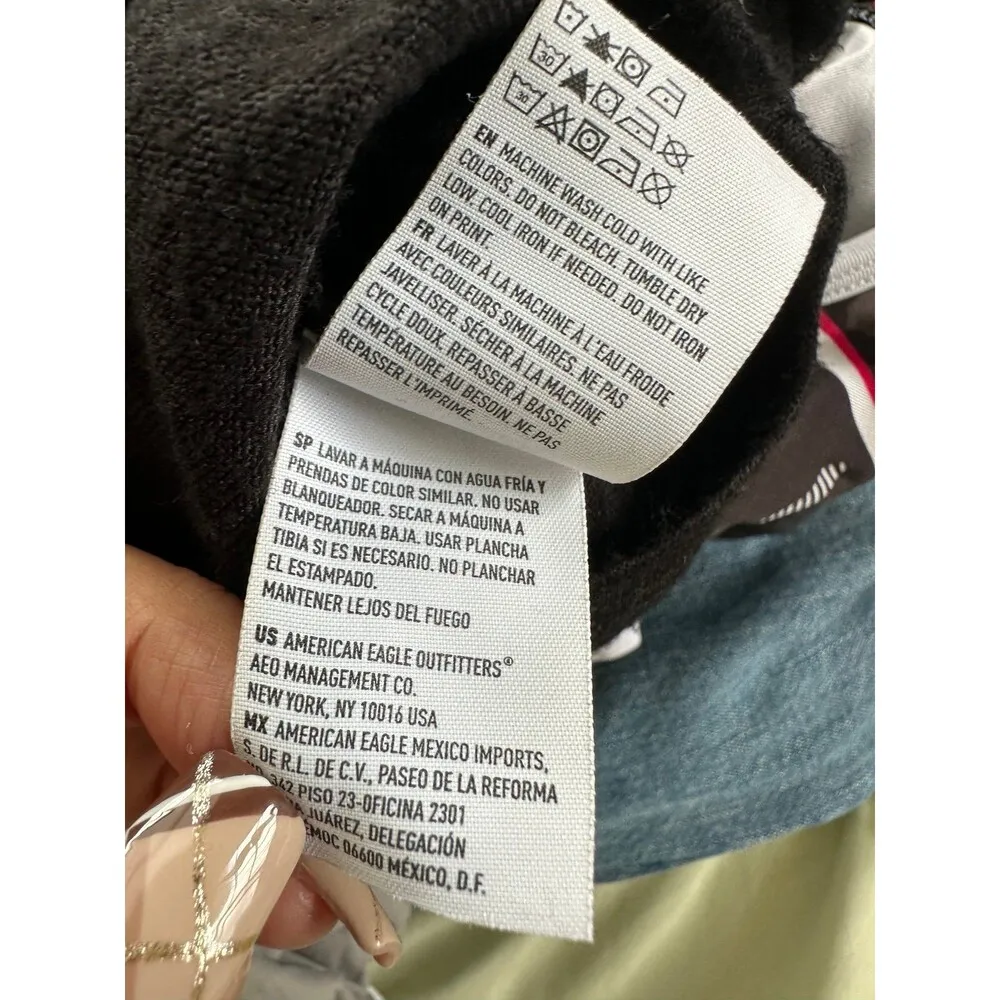 30
30
EN MACHINE WASH COLD WITH LIKE
COLORS. DO NOT BLEACH. TUMBLE DRY
LOW. COOL IRON IF NEEDED. DO NOT IRON
ON PRINT.
FR LAVER À LA MACHINE À L'EAU FROIDE
AVEC COULEURS SIMILAIRES. NE PAS
JAVELLISER. SÉCHER À LA MACHINE
CYCLE DOUX. REPASSER À BASSE
TEMPÉRATURE AU BESOIN. NE PAS
REPASSER L'IMPRIMÉ.
SP LAVAR A MÁQUINA CON AGUA FRÍA Y
PRENDAS DE COLOR SIMILAR. NO USAR
BLANQUEADOR. SECAR A MÁQUINA A
TEMPERATURA BAJA. USAR PLANCHA
TIBIA SI ES NECESARIO. NO PLANCHAR
EL ESTAMPADO.
MANTENER LEJOS DEL FUEGO
US AMERICAN EAGLE OUTFITTERS®
AEO MANAGEMENT CO.
NEW YORK, NY 10016 USA
MX AMERICAN EAGLE MEXICO IMPORTS,
S. DE R.L. DE C.V., PASEO DE LA REFORMA
342 PISO 23-OFICINA 2301
JUÁREZ, DELEGACIÓN
06600 MÉXICO, D.F.